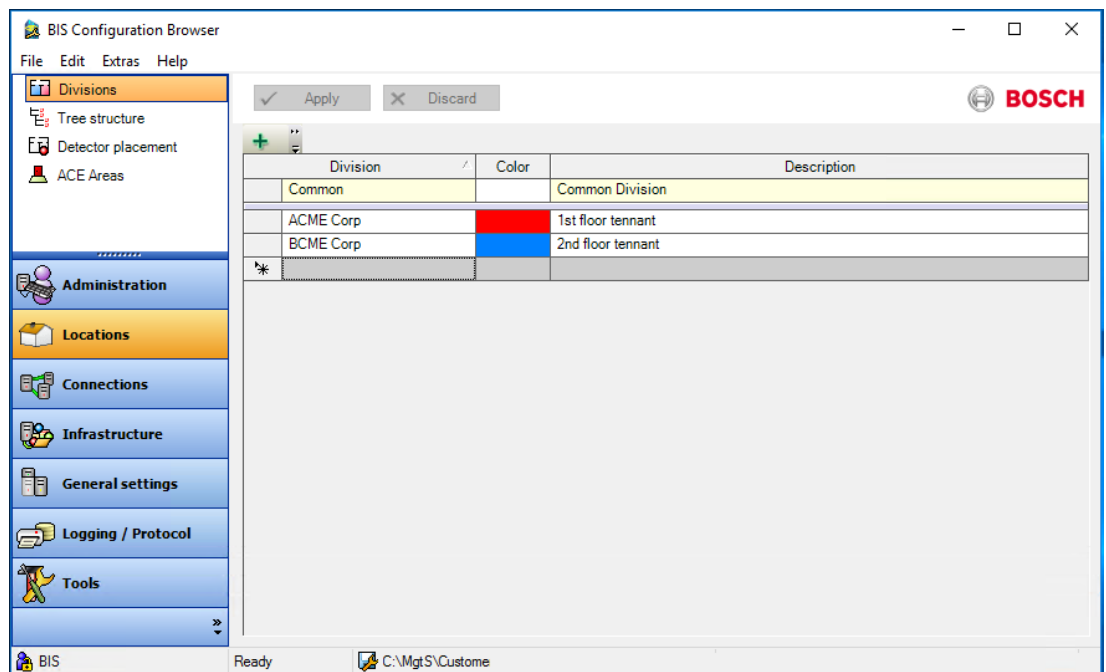 BIS Configuration Browser
File Edit Extras Help
Divisions
Tree structure
Detector placement
ACE Areas
Apply Discard
BOSCH
Division Color Description
Common Common Division
ACME Corp 1st floor tennant
BCME Corp 2nd floor tennant
Administration
Locations
Connections
Infrastructure
General settings
Logging / Protocol
Tools
BIS Ready C:\MgtS\Custome